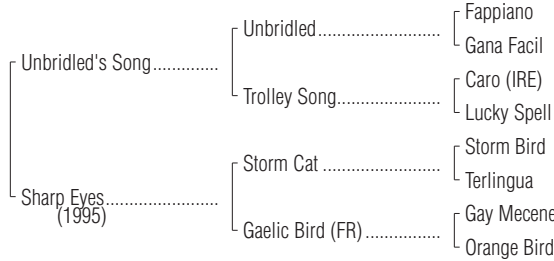 Fappiano
Unbridled..............................
Gana Facil
Unbridled's Song................
Caro (IRE)
Trolley Song..........................
Lucky Spell
Storm Bird
Storm Cat .............................
Terlingua
Sharp Eyes............................
(1995)
Gay Mecene
Gaelic Bird (FR) ..................
Orange Bird